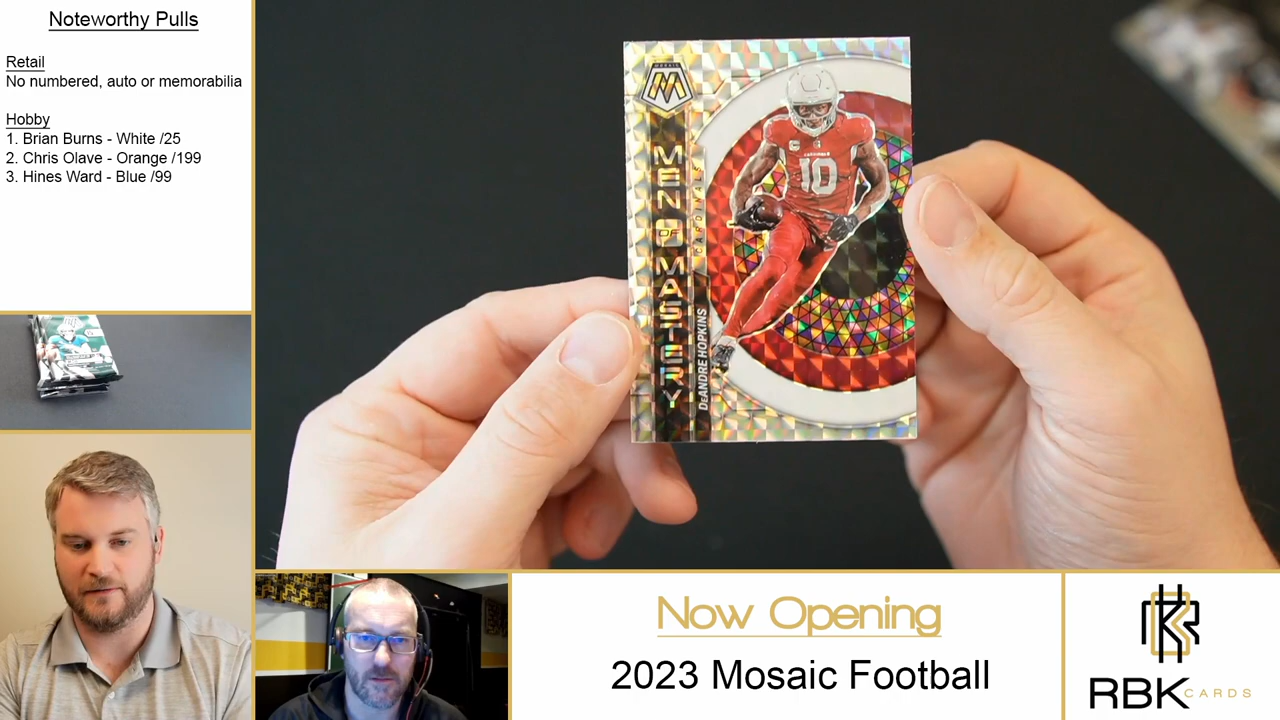 Noteworthy Pulls
Retail
No numbered, auto or memorabilia
Hobby
1. Brian Burns - White /25
2. Chris Olave - Orange /199
3. Hines Ward - Blue /99
MOSAIC
M
MEN OF MASTERY
CARDINALS
DeANDRE HOPKINS
CARDINALS
10
Now Opening
2023 Mosaic Football
RBK CARDS